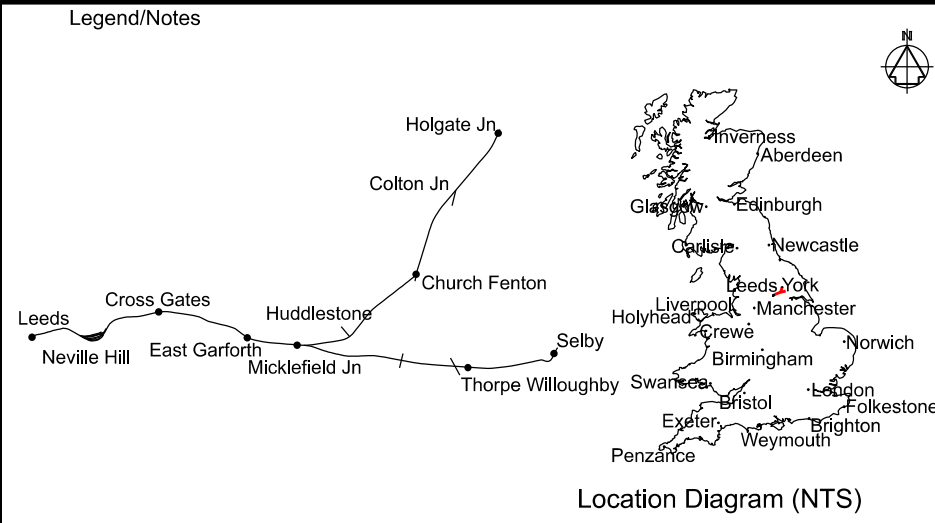 Legend/Notes
N
Holgate Jn
Colton Jn
Church Fenton
Huddlestone
Cross Gates
Leeds
Neville Hill
East Garforth
Micklefield Jn
Selby
Thorpe Willoughby
Inverness
Aberdeen
Glasgow
Edinburgh
Carlisle
Newcastle
Leeds York
Liverpool
Manchester
Holyhead
Crewe
Norwich
Birmingham
Swansea
London
Bristol
Folkestone
Exeter
Brighton
Weymouth
Penzance
Location Diagram (NTS)